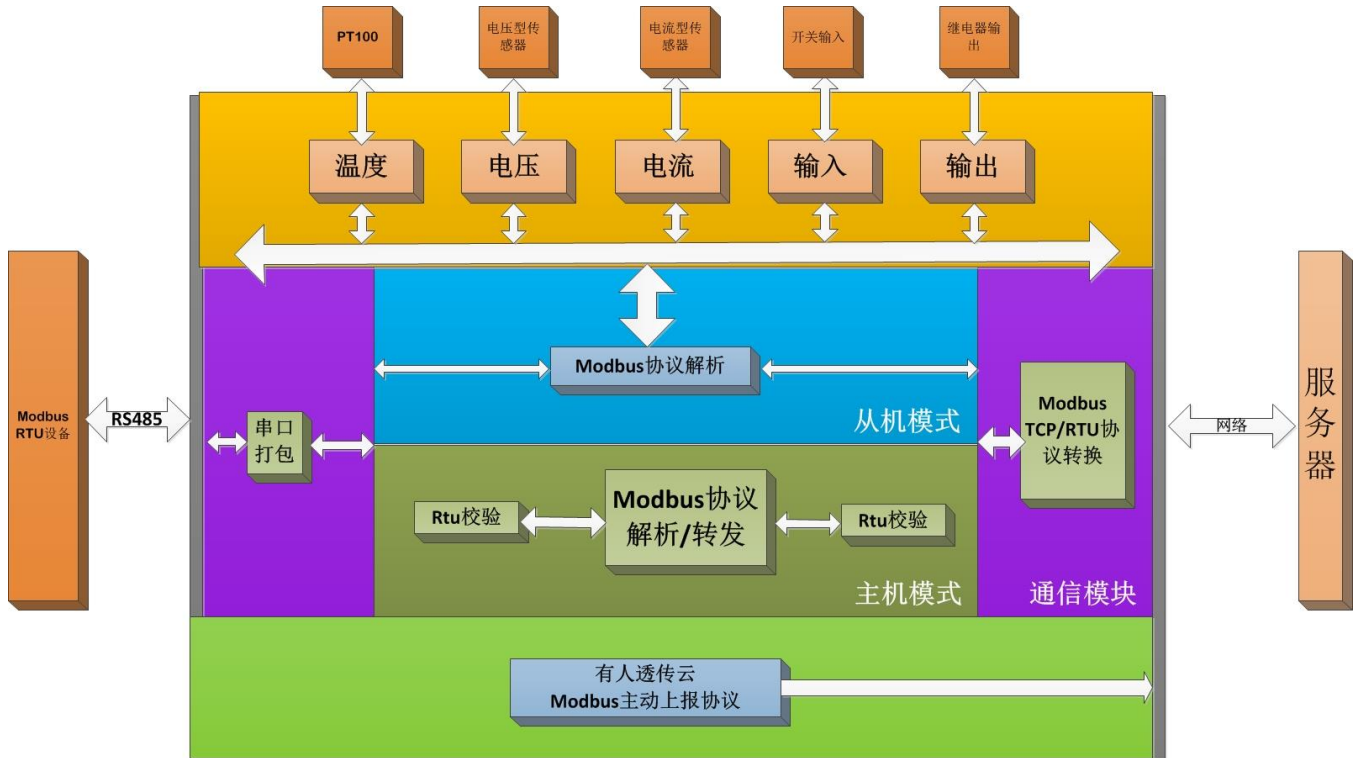 PT100
电压型传
感器
电流型传
感器
开关输入
继电器输
出
温度
电压
电流
输入
输出
Modbus协议解析
从机模式
Modbus
RTU设备
RS485
串口
打包
Modbus
TCP/RTU协
议转换
网络
服
务
器
Rtu校验
Modbus协议
解析/转发
Rtu校验
主机模式
通信模块
有人透传云
Modbus主动上报协议